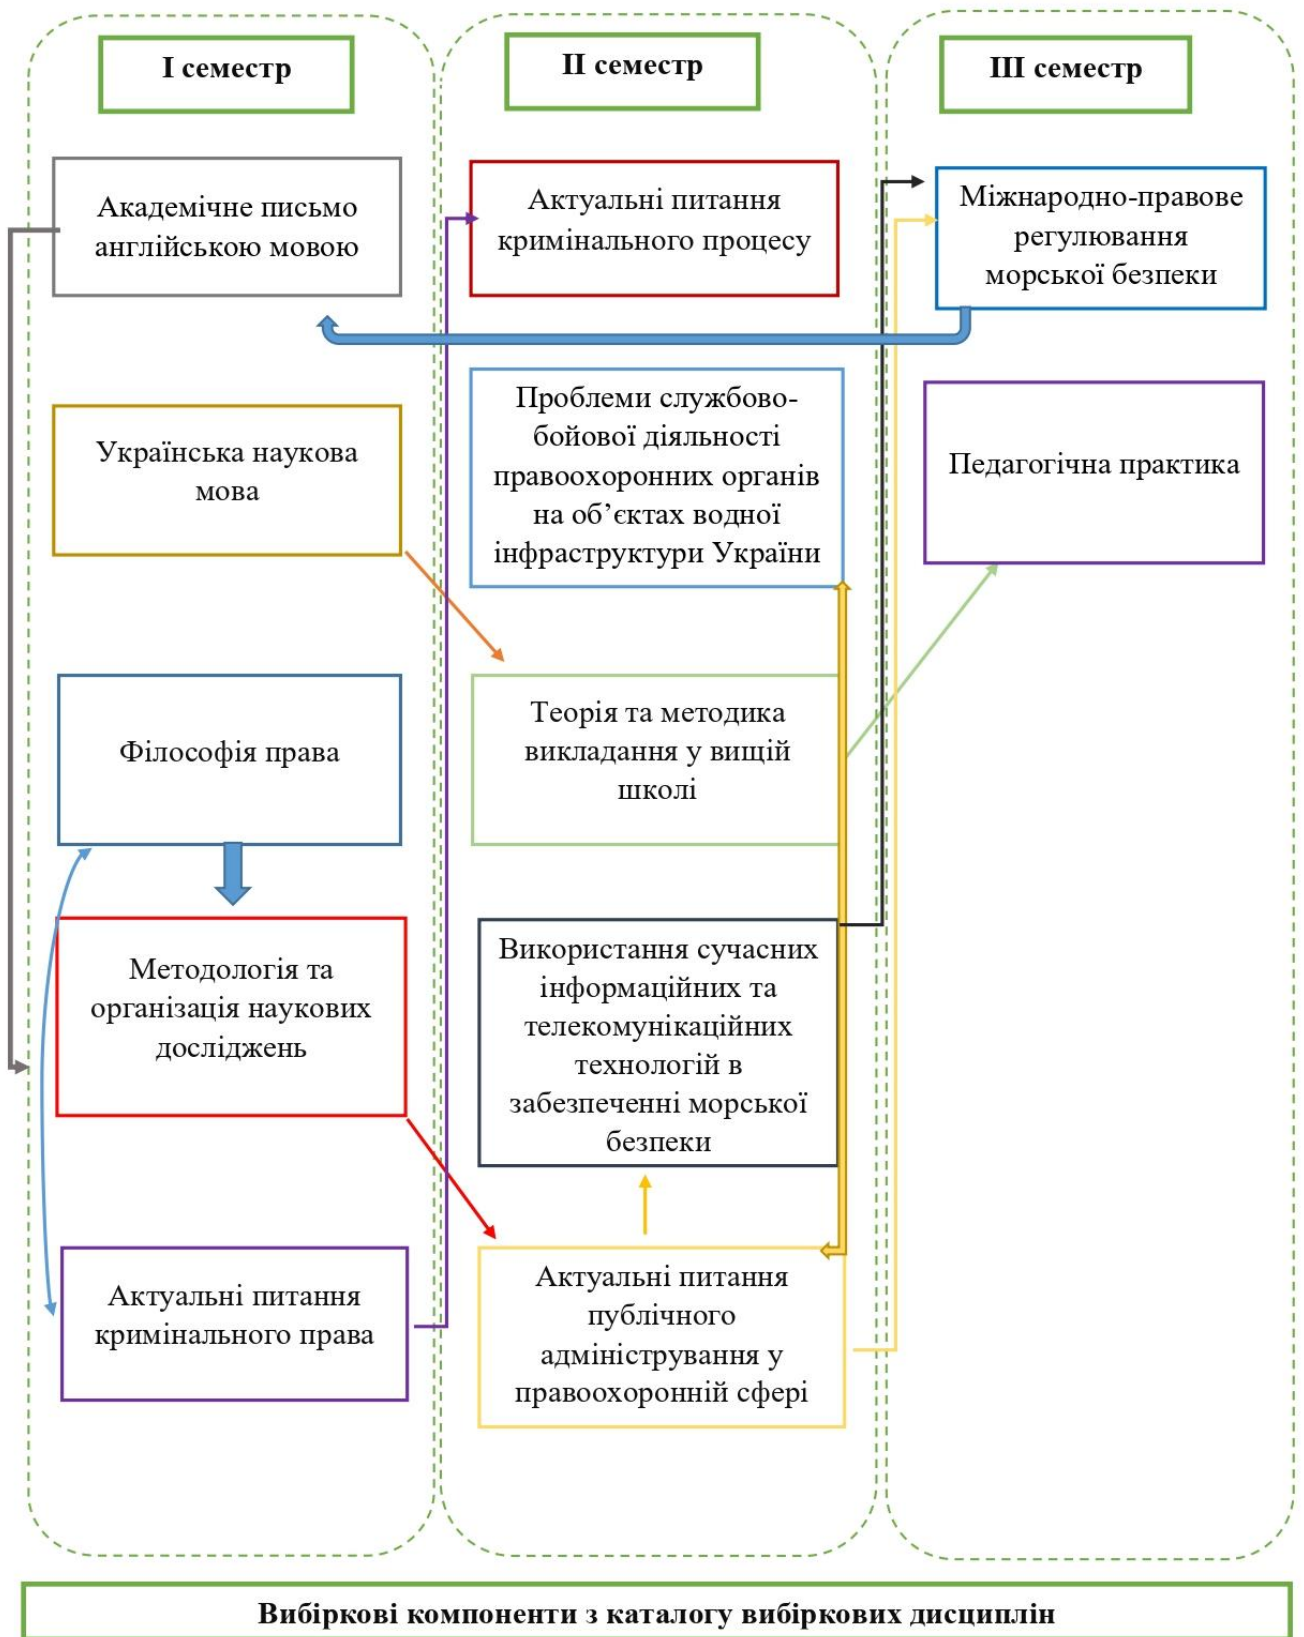 I семестр
Академічне письмо
англійською мовою
Українська наукова
мова
Філософія права
Методологія та
організація наукових
досліджень
Актуальні питання
кримінального права
II семестр
Актуальні питання
кримінального процесу
Проблеми службово-
бойової діяльності
правоохоронних органів
на об’єктах водної
інфраструктури України
Теорія та методика
викладання у вищій
школі
Використання сучасних
інформаційних та
телекомунікаційних
технологій в
забезпеченні морської
безпеки
Актуальні питання
публічного
адміністрування у
правоохоронній сфері
III семестр
Міжнародно-правове
регулювання
морської безпеки
Педагогічна практика
Вибіркові компоненти з каталогу вибіркових дисциплін